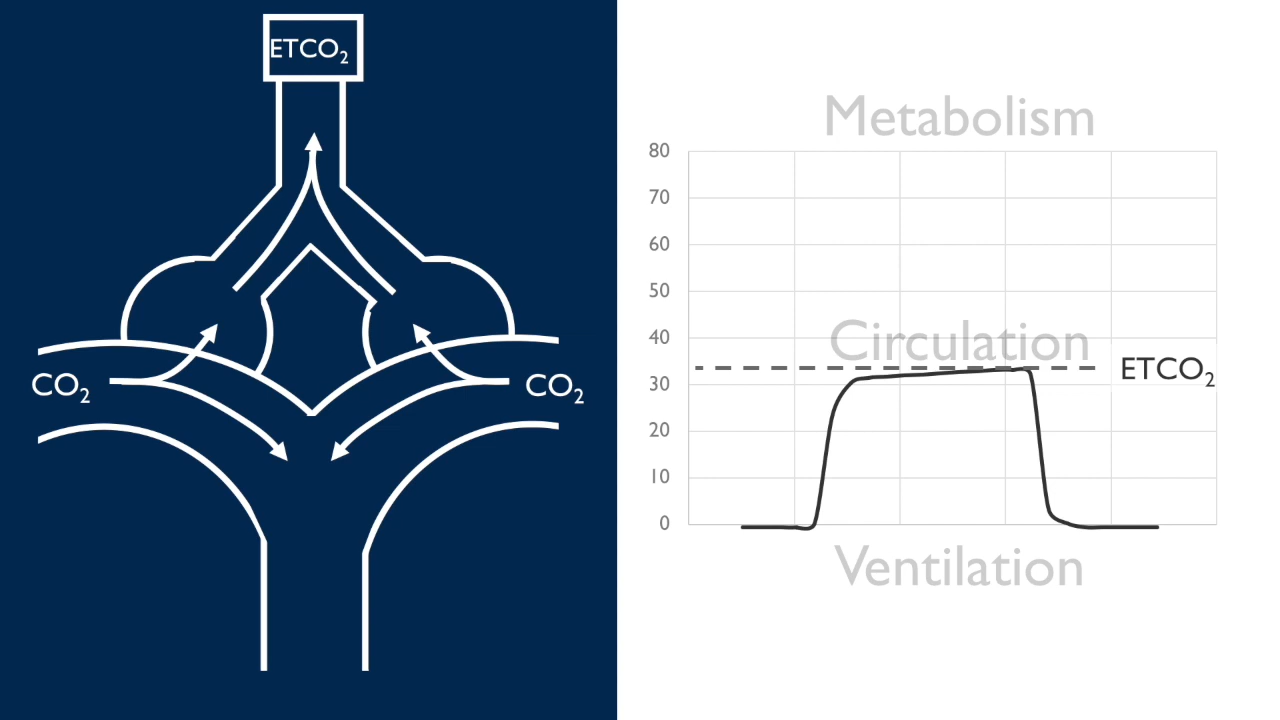 ETCO₂
CO₂
CO₂
Metabolism
80
70
60
50
40
Circulation
ETCO₂
30
20
10
0
Ventilation